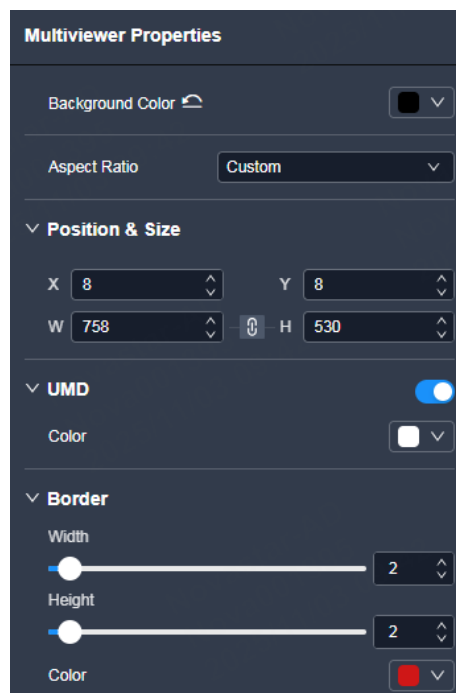 Multiviewer Properties
Background Color
Aspect Ratio Custom
Position & Size
X 8 Y 8
W 758 H 530
UMD
Color
Border
Width
2
Height
2
Color